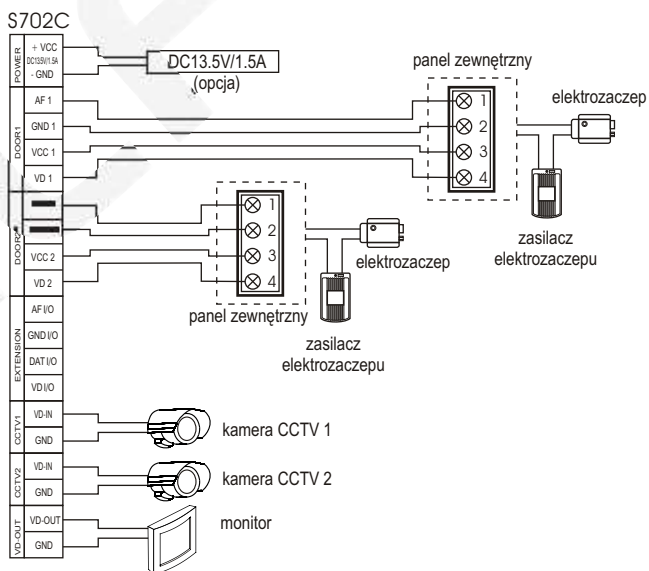 S702C
POWER
+ VCC
DC13.5V/1.5A
- GND
DC13.5V/1.5A
(opcja)
DOOR1
AF 1
GND 1
VCC 1
VD 1
panel zewnętrzny
1
2
3
4
elektrozaczep
zasilacz
elektrozaczepu
DOOR2
VCC 2
VD 2
1
2
3
4
panel zewnętrzny
elektrozaczep
zasilacz
elektrozaczepu
EXTENSION
AF I/O
GND I/O
DAT I/O
VD I/O
CCTV1
VD-IN
GND
kamera CCTV 1
CCTV2
VD-IN
GND
kamera CCTV 2
VD-OUT
VD-OUT
GND
monitor